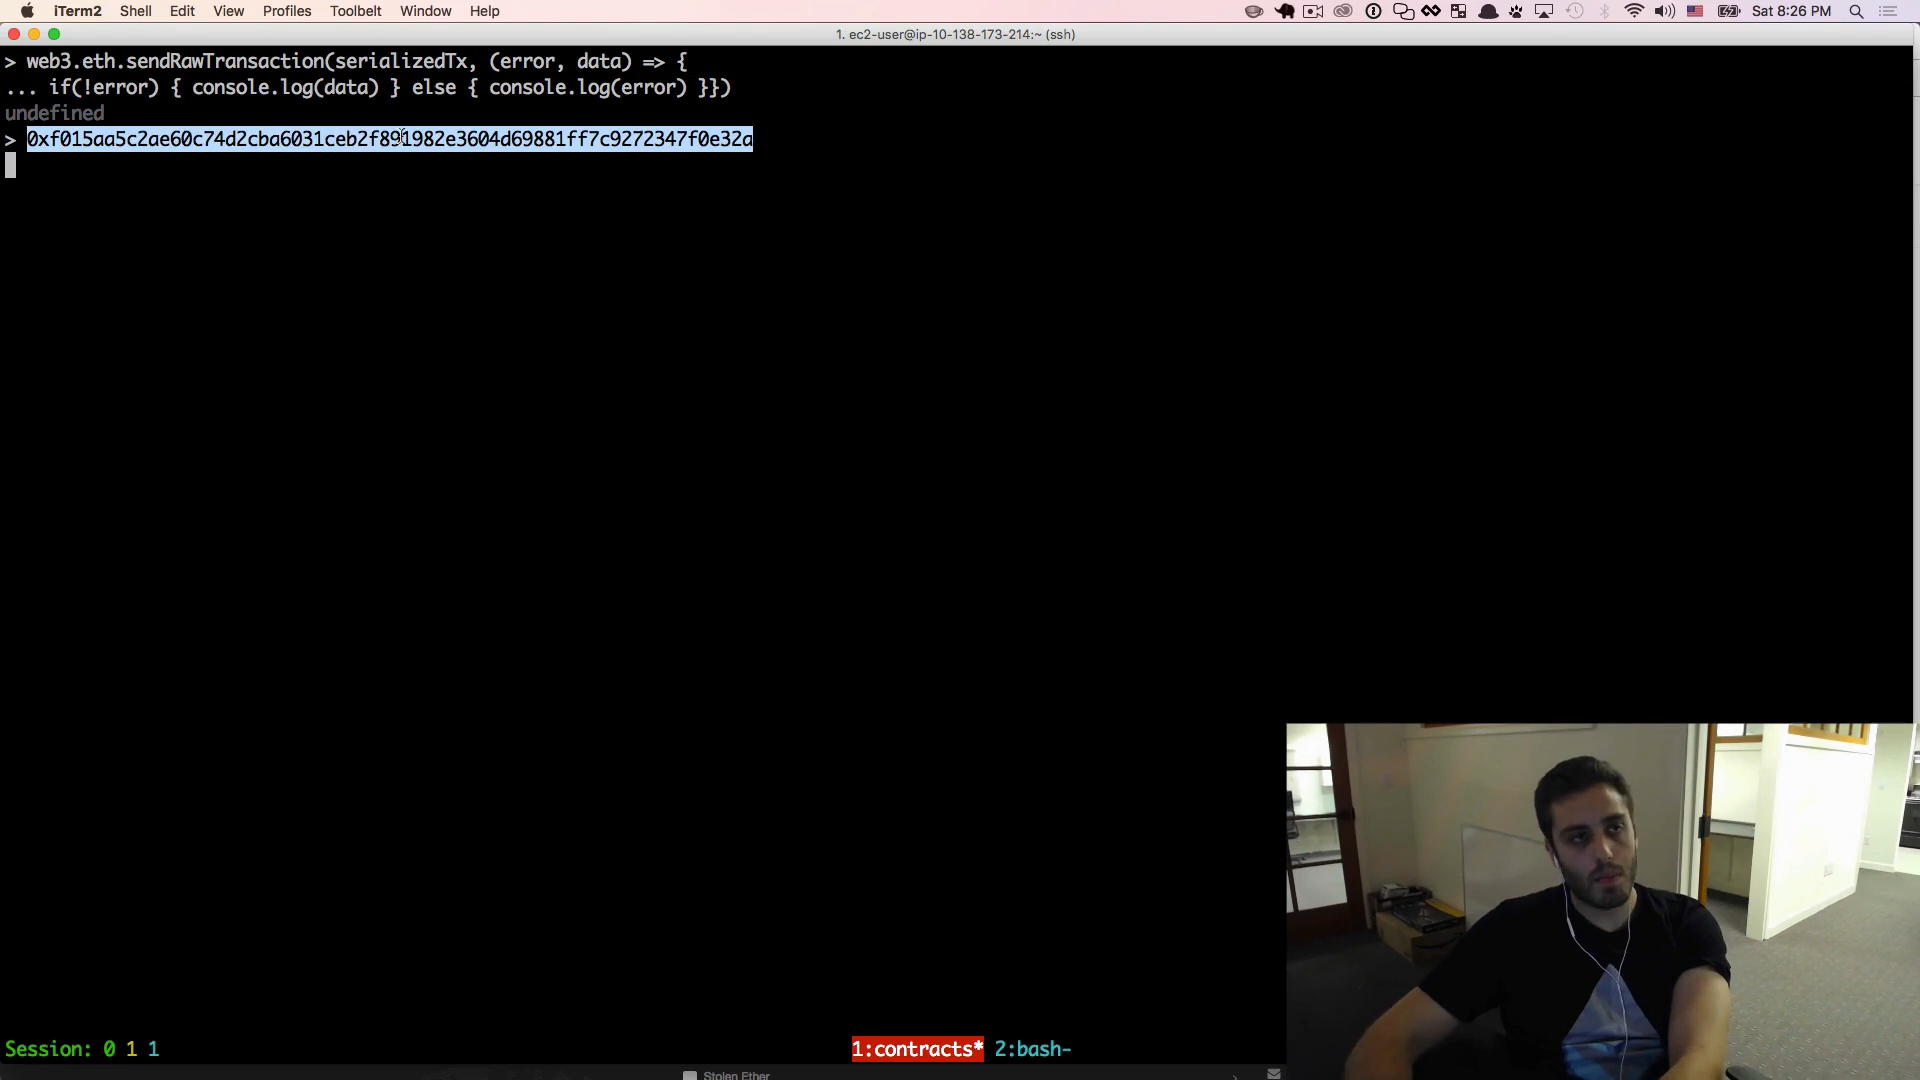 iTerm2 Shell Edit View Profiles Toolbelt Window Help Sat 8:26 PM
1. ec2-user@ip-10-138-173-214:~ (ssh)
> web3.eth.sendRawTransaction(serializedTx, (error, data) => {
... if(!error) { console.log(data) } else { console.log(error) }})
undefined
> 0xf015aa5c2ae60c74d2cba6031ceb2f891982e3604d69881ff7c9272347f0e32a
Session: 0 1 1 1:contracts* 2:bash-
Stolen Ether